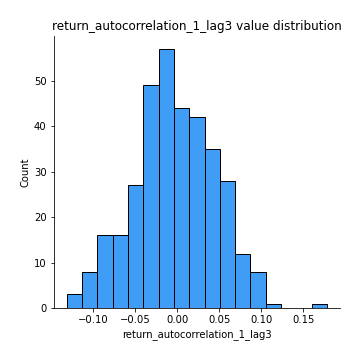 return_autocorrelation_1_lag3 value distribution
50
40
30
20
10
0
Count
−0.10 −0.05 0.00 0.05 0.10 0.15
return_autocorrelation_1_lag3